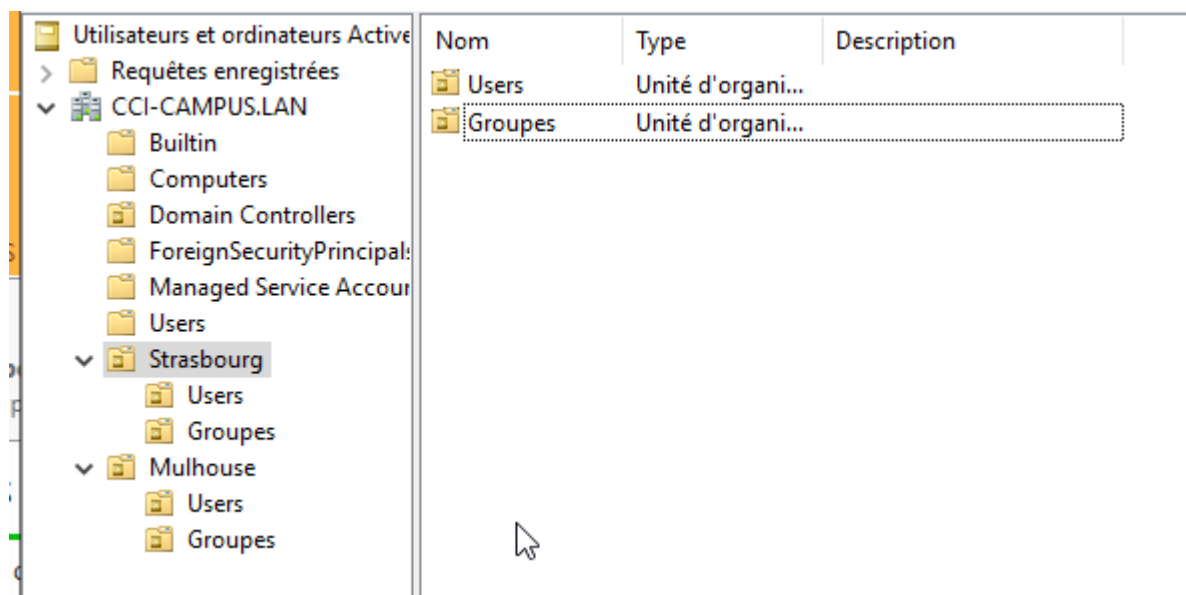 Utilisateurs et ordinateurs Active
Requêtes enregistrées
CCI-CAMPUS.LAN
Builtin
Computers
Domain Controllers
ForeignSecurityPrincipals
Managed Service Accour
Users
Strasbourg
Users
Groupes
Mulhouse
Users
Groupes
Nom Type Description
Users Unité d'organi...
Groupes Unité d'organi...